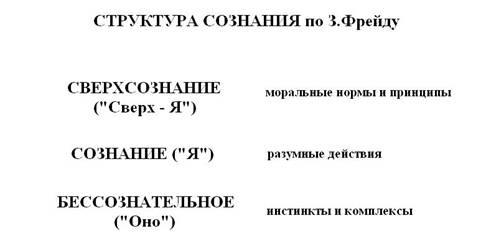 СТРУКТУРА СОЗНАНИЯ по З.Фрейду
СВЕРХСОЗНАНИЕ моральные нормы и принципы
("Сверх - Я")
СОЗНАНИЕ ("Я") разумные действия
БЕССОЗНАТЕЛЬНОЕ инстинкты и комплексы
("Оно")